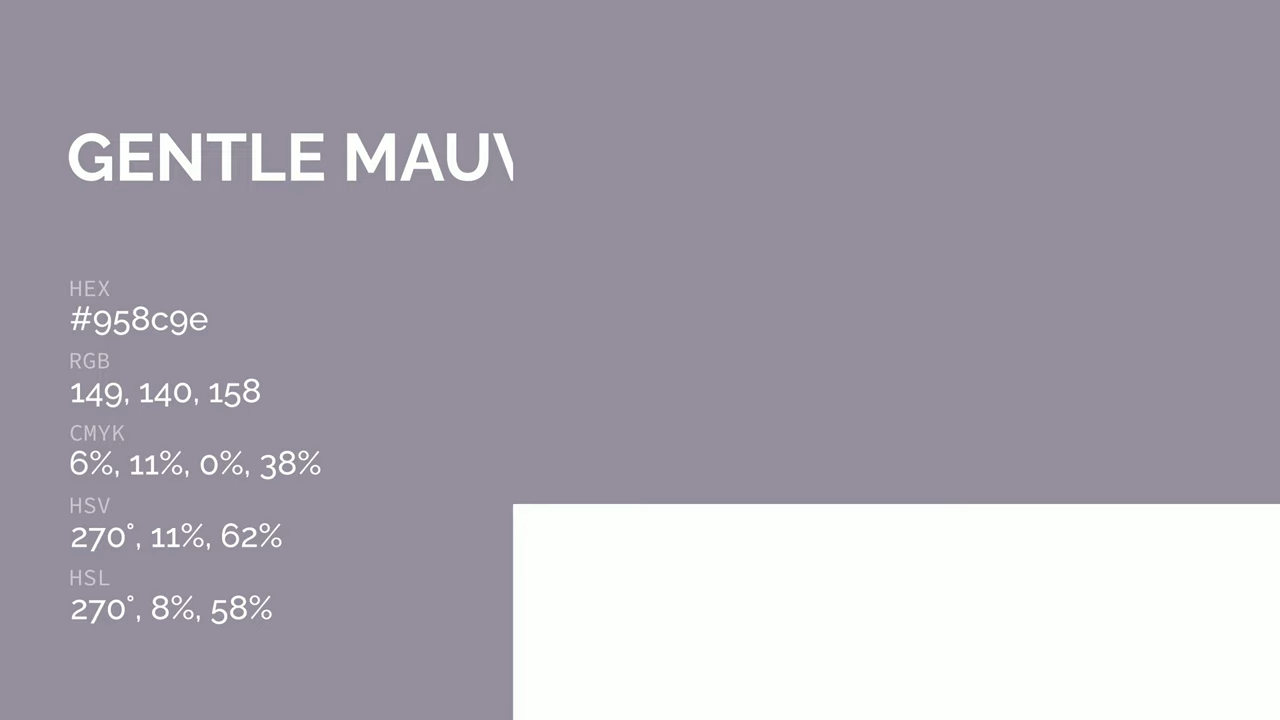 GENTLE MAUV
HEX
#958c9e
RGB
149, 140, 158
CMYK
6%, 11%, 0%, 38%
HSV
270°, 11%, 62%
HSL
270°, 8%, 58%